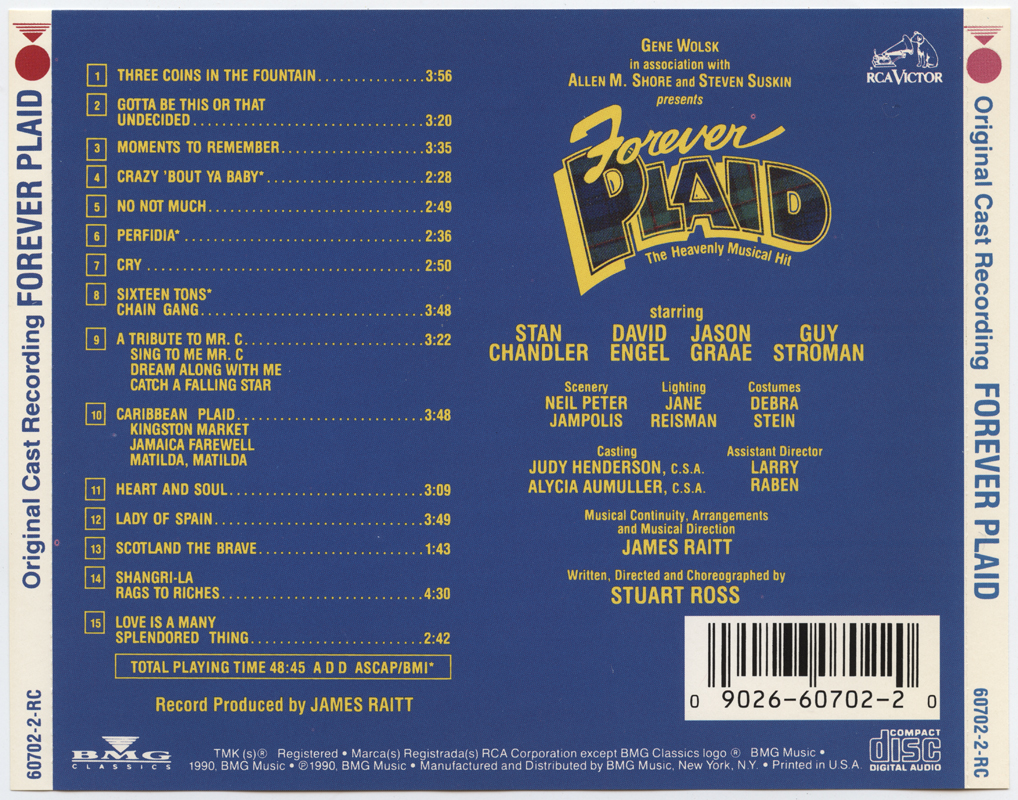 Original Cast Recording FOREVER PLAID
60702-2-RC
1 THREE COINS IN THE FOUNTAIN..............3:56
2 GOTTA BE THIS OR THAT
UNDECIDED..............3:20
3 MOMENTS TO REMEMBER..............3:35
4 CRAZY 'BOUT YA BABY*..............2:28
5 NO NOT MUCH..............2:49
6 PERFIDIA*..............2:36
7 CRY..............2:50
8 SIXTEEN TONS*
CHAIN GANG..............3:48
9 A TRIBUTE TO MR. C..............3:22
SING TO ME MR. C
DREAM ALONG WITH ME
CATCH A FALLING STAR
10 CARIBBEAN PLAID..............3:48
KINGSTON MARKET
JAMAICA FAREWELL
MATILDA, MATILDA
11 HEART AND SOUL..............3:09
12 LADY OF SPAIN..............3:49
13 SCOTLAND THE BRAVE..............1:43
14 SHANGRI-LA
RAGS TO RICHES..............4:30
15 LOVE IS A MANY
SPLENDORED THING..............2:42
TOTAL PLAYING TIME 48:45 A D D ASCAP/BMI*
Record Produced by JAMES RAITT
GENE WOLSK
in association with
ALLEN M. SHORE and STEVEN SUSKIN
presents
RCA VICTOR
Forever
PLAID
The Heavenly Musical Hit
starring
STAN CHANDLER
DAVID ENGEL
JASON GRAAE
GUY STROMAN
Scenery
NEIL PETER
JAMPOLIS
Lighting
JANE
REISMAN
Costumes
DEBRA
STEIN
Casting
JUDY HENDERSON, C.S.A.
ALYCIA AUMULLER, C.S.A.
Assistant Director
LARRY
RABEN
Musical Continuity, Arrangements
and Musical Direction
JAMES RAITT
Written, Directed and Choreographed by
STUART ROSS
0 9026-60702-2 0
BMG
CLASSICS
TMK (s)® Registered • Marca(s) Registrada(s) RCA Corporation except BMG Classics logo ® BMG Music •
1990, BMG Music • ℗1990, BMG Music • Manufactured and Distributed by BMG Music, New York, N.Y. • Printed in U.S.A.
COMPACT
disc
DIGITAL AUDIO
Original Cast Recording FOREVER PLAID
60702-2-RC